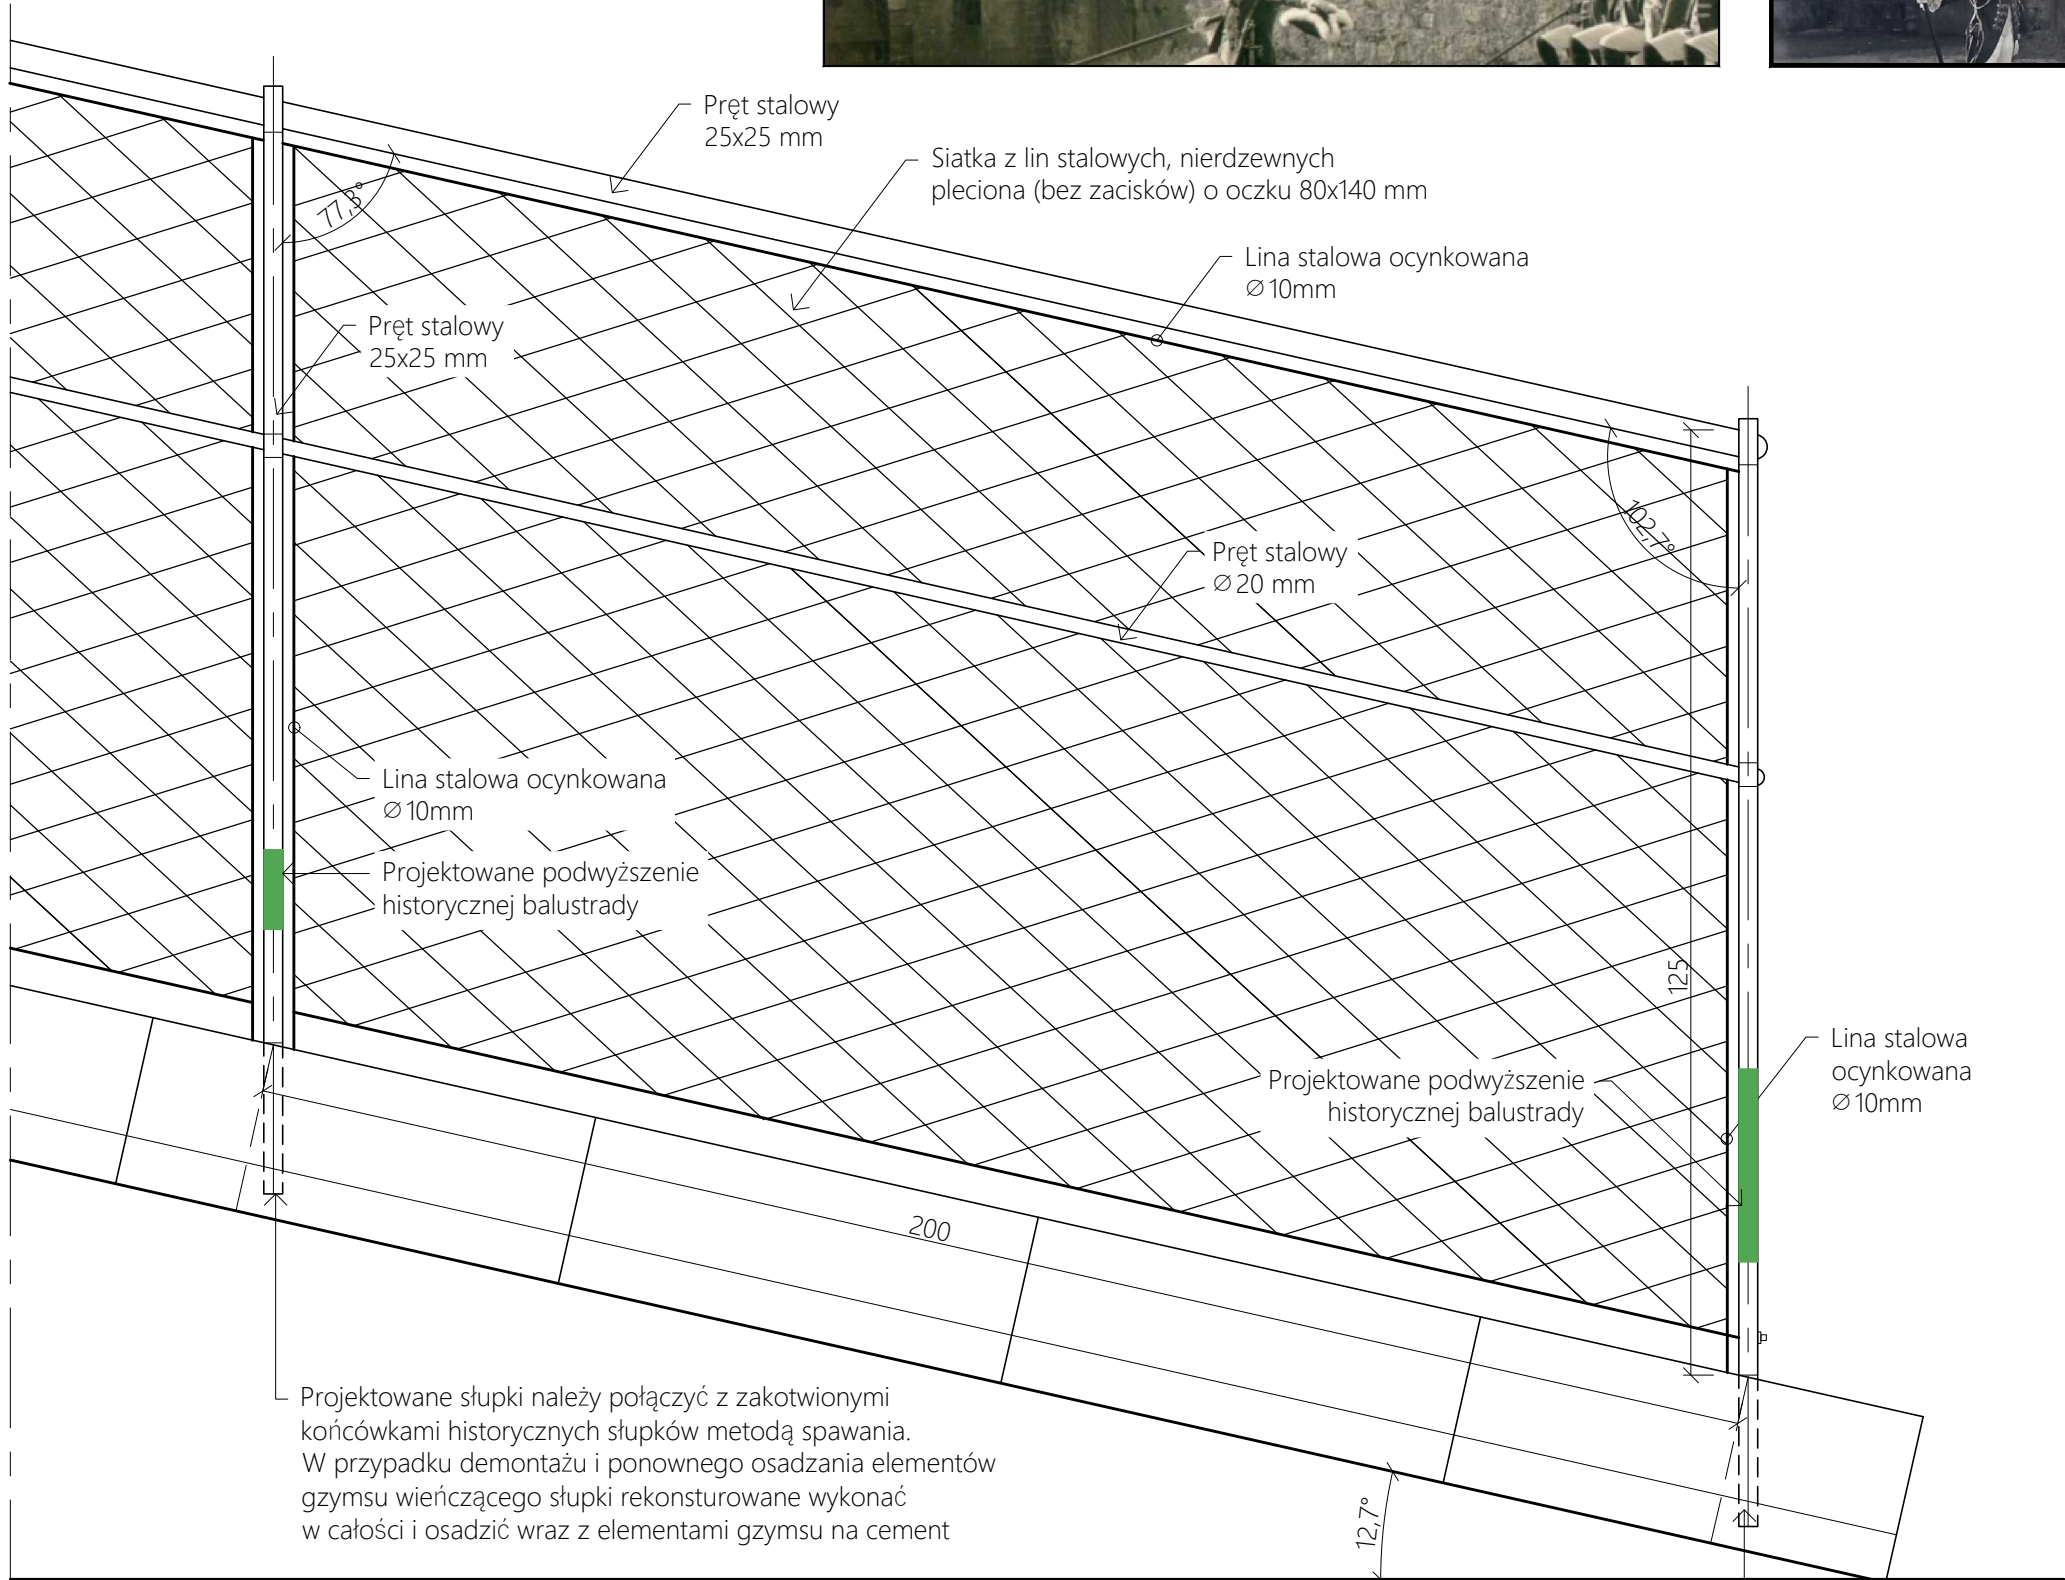 Pręt stalowy
25x25 mm
Siatka z lin stalowych, nierdzewnych
pleciona (bez zacisków) o oczku 80x140 mm
77,3°
Lina stalowa ocynkowana
∅10mm
Pręt stalowy
25x25 mm
102,7°
Pręt stalowy
∅20 mm
Lina stalowa ocynkowana
∅10mm
Projektowane podwyższenie
historycznej balustrady
125
Lina stalowa
ocynkowana
∅10mm
Projektowane podwyższenie
historycznej balustrady
200
Projektowane słupki należy połączyć z zakotwionymi
końcówkami historycznych słupków metodą spawania.
W przypadku demontażu i ponownego osadzania elementów
gzymsu wieńczącego słupki rekonsturowane wykonać
w całości i osadzić wraz z elementami gzymsu na cement
12,7°